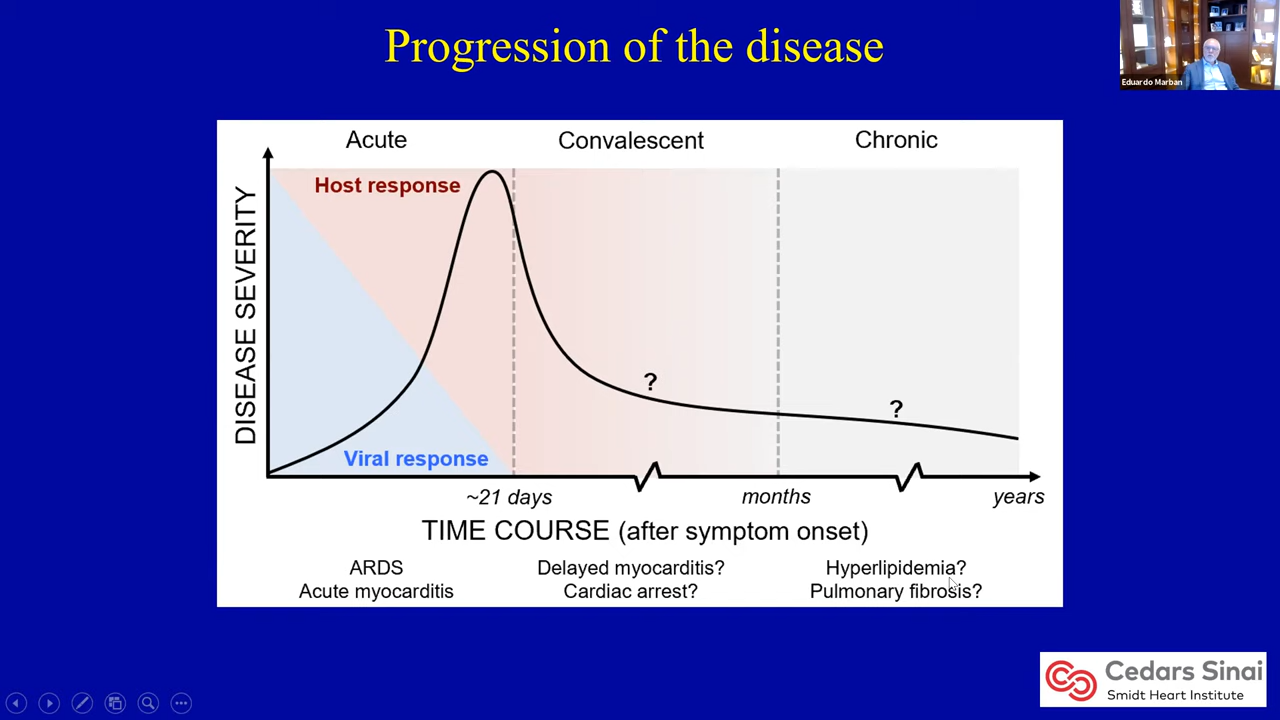 Progression of the disease
Eduardo Marban
Acute
Convalescent
Chronic
Host response
DISEASE SEVERITY
?
?
Viral response
~21 days
months
years
TIME COURSE (after symptom onset)
ARDS
Acute myocarditis
Delayed myocarditis?
Cardiac arrest?
Hyperlipidemia?
Pulmonary fibrosis?
Cedars Sinai
Smidt Heart Institute